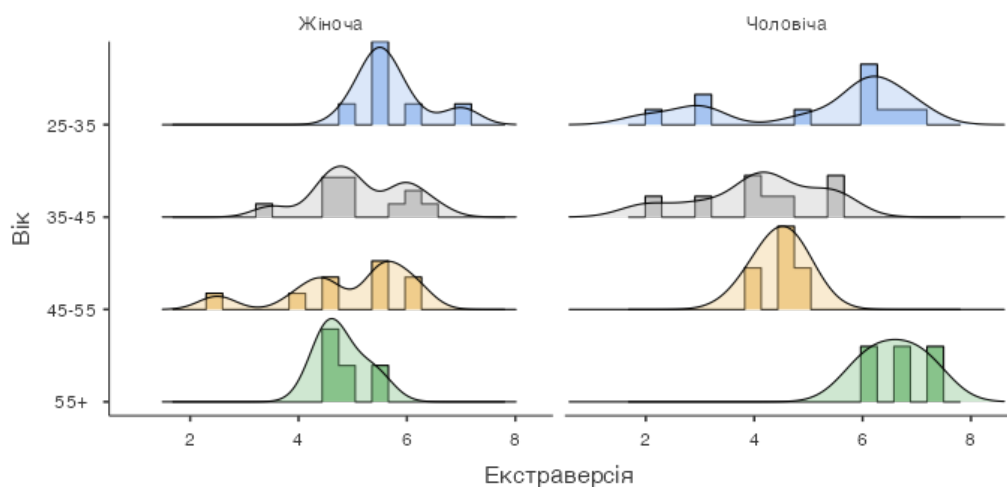 Жіноча
Чоловіча
Вік
25-35
35-45
45-55
55+
2 4 6 8
2 4 6 8
Екстраверсія